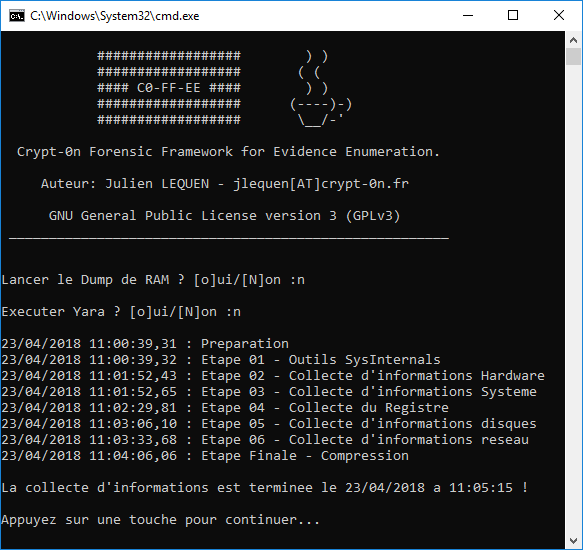 C:\Windows\System32\cmd.exe
################## ) )
################## ( (
#### C0-FF-EE #### ) )
################## (----)-)
################## \__/-'
Crypt-0n Forensic Framework for Evidence Enumeration.
Auteur: Julien LEQUEN - jlequen[AT]crypt-0n.fr
GNU General Public License version 3 (GPLv3)
_______________________________________________________
Lancer le Dump de RAM ? [o]ui/[N]on :n
Executer Yara ? [o]ui/[N]on :n
23/04/2018 11:00:39,31 : Preparation
23/04/2018 11:00:39,32 : Etape 01 - Outils SysInternals
23/04/2018 11:01:52,43 : Etape 02 - Collecte d'informations Hardware
23/04/2018 11:01:52,65 : Etape 03 - Collecte d'informations Systeme
23/04/2018 11:02:29,81 : Etape 04 - Collecte du Registre
23/04/2018 11:03:06,10 : Etape 05 - Collecte d'informations disques
23/04/2018 11:03:33,68 : Etape 06 - Collecte d'informations reseau
23/04/2018 11:04:06,06 : Etape Finale - Compression
La collecte d'informations est terminee le 23/04/2018 a 11:05:15 !
Appuyez sur une touche pour continuer...